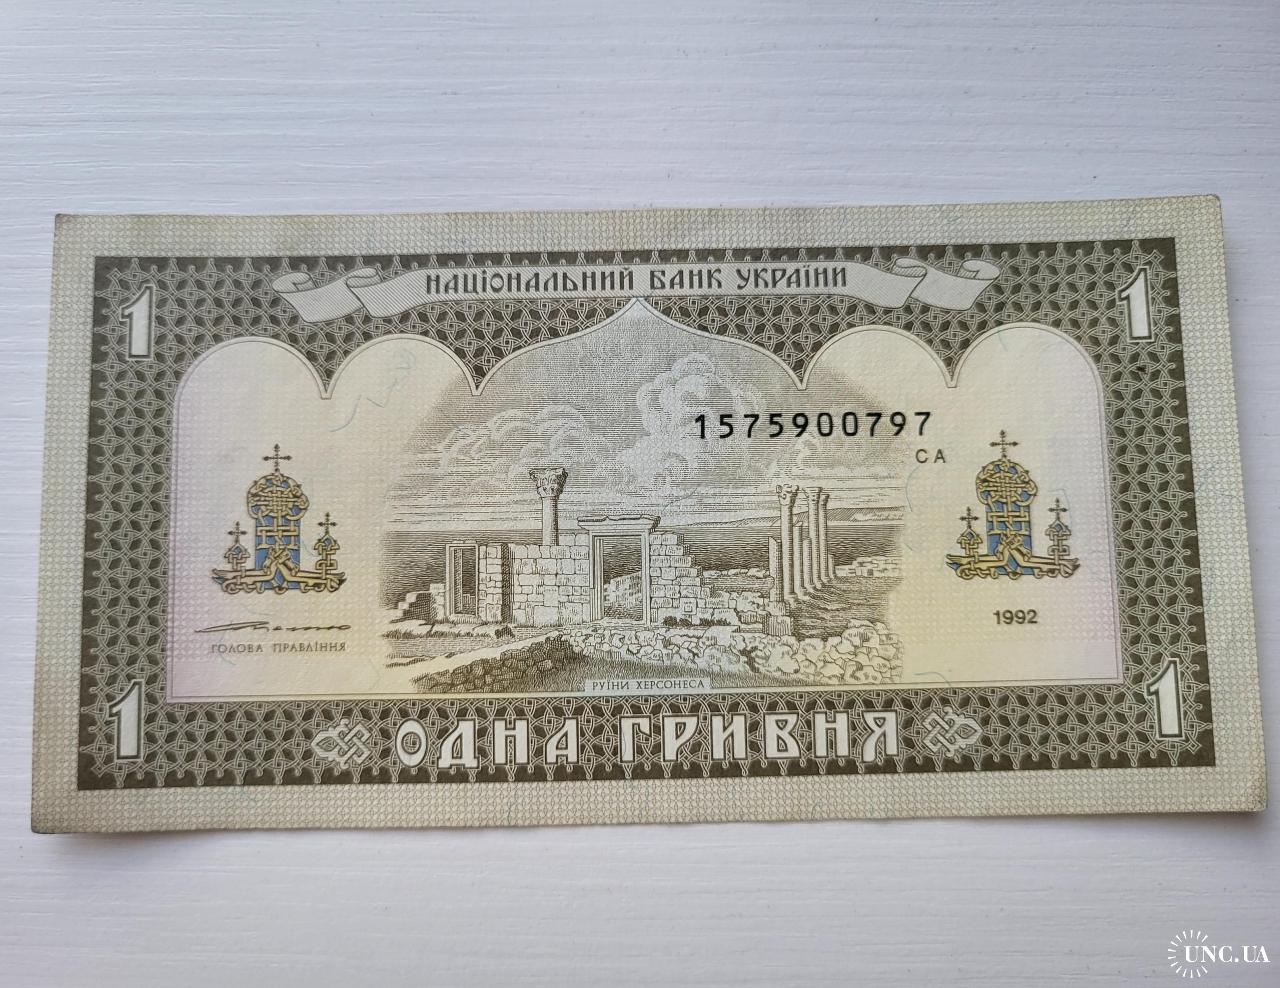 НАЦІОНАЛЬНИЙ БАНК УКРАЇНИ
1 1
1575900797
СА
1992
ГОЛОВА ПРАВЛІННЯ
РУЇНИ ХЕРСОНЕСА
1 1
ОДНА ГРИВНЯ
UNC.UA